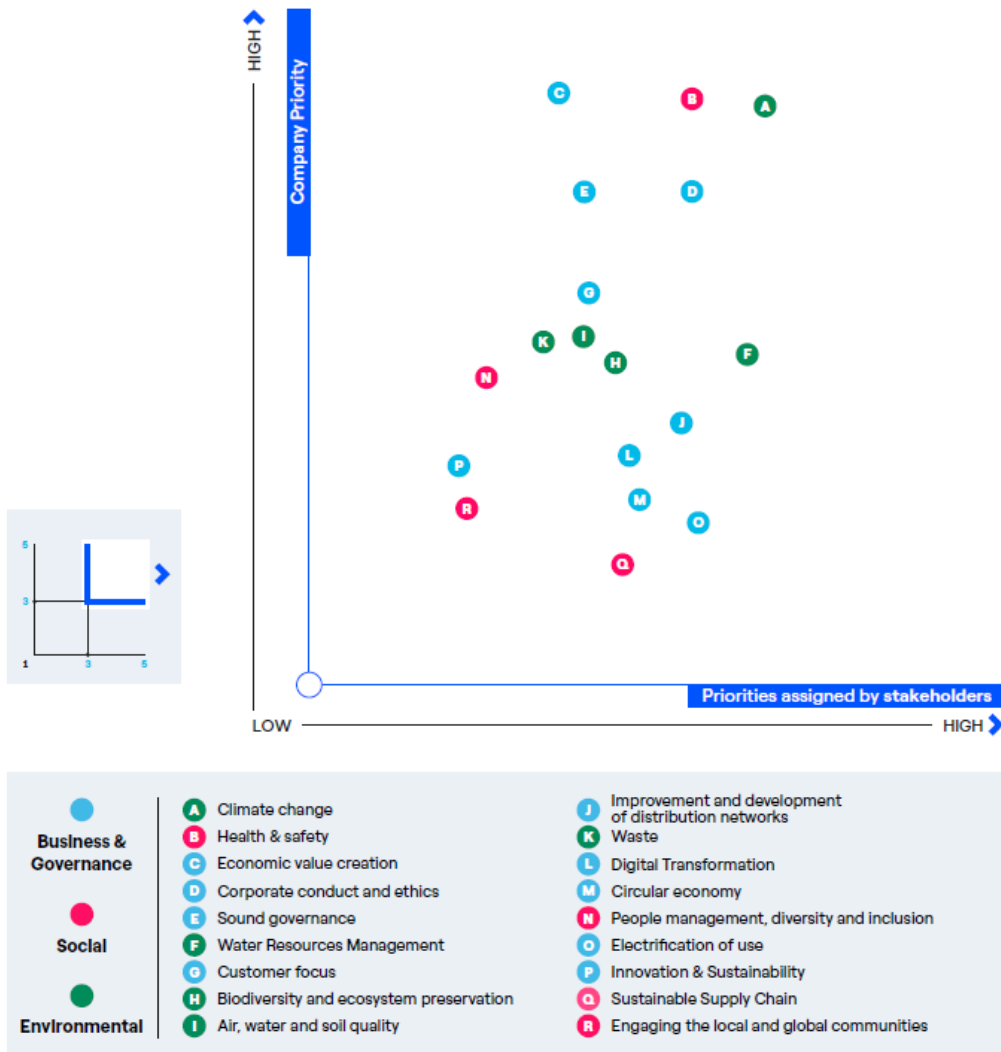 HIGH
Company Priority
C
B
A
E
D
G
I
K
F
H
N
J
L
P
M
R
O
Q
5
3
1
3
5
Priorities assigned by stakeholders
LOW
HIGH
Business &
Governance
Social
Environmental
A Climate change
B Health & safety
C Economic value creation
D Corporate conduct and ethics
E Sound governance
F Water Resources Management
G Customer focus
H Biodiversity and ecosystem preservation
I Air, water and soil quality
J Improvement and development
of distribution networks
K Waste
L Digital Transformation
M Circular economy
N People management, diversity and inclusion
O Electrification of use
P Innovation & Sustainability
Q Sustainable Supply Chain
R Engaging the local and global communities